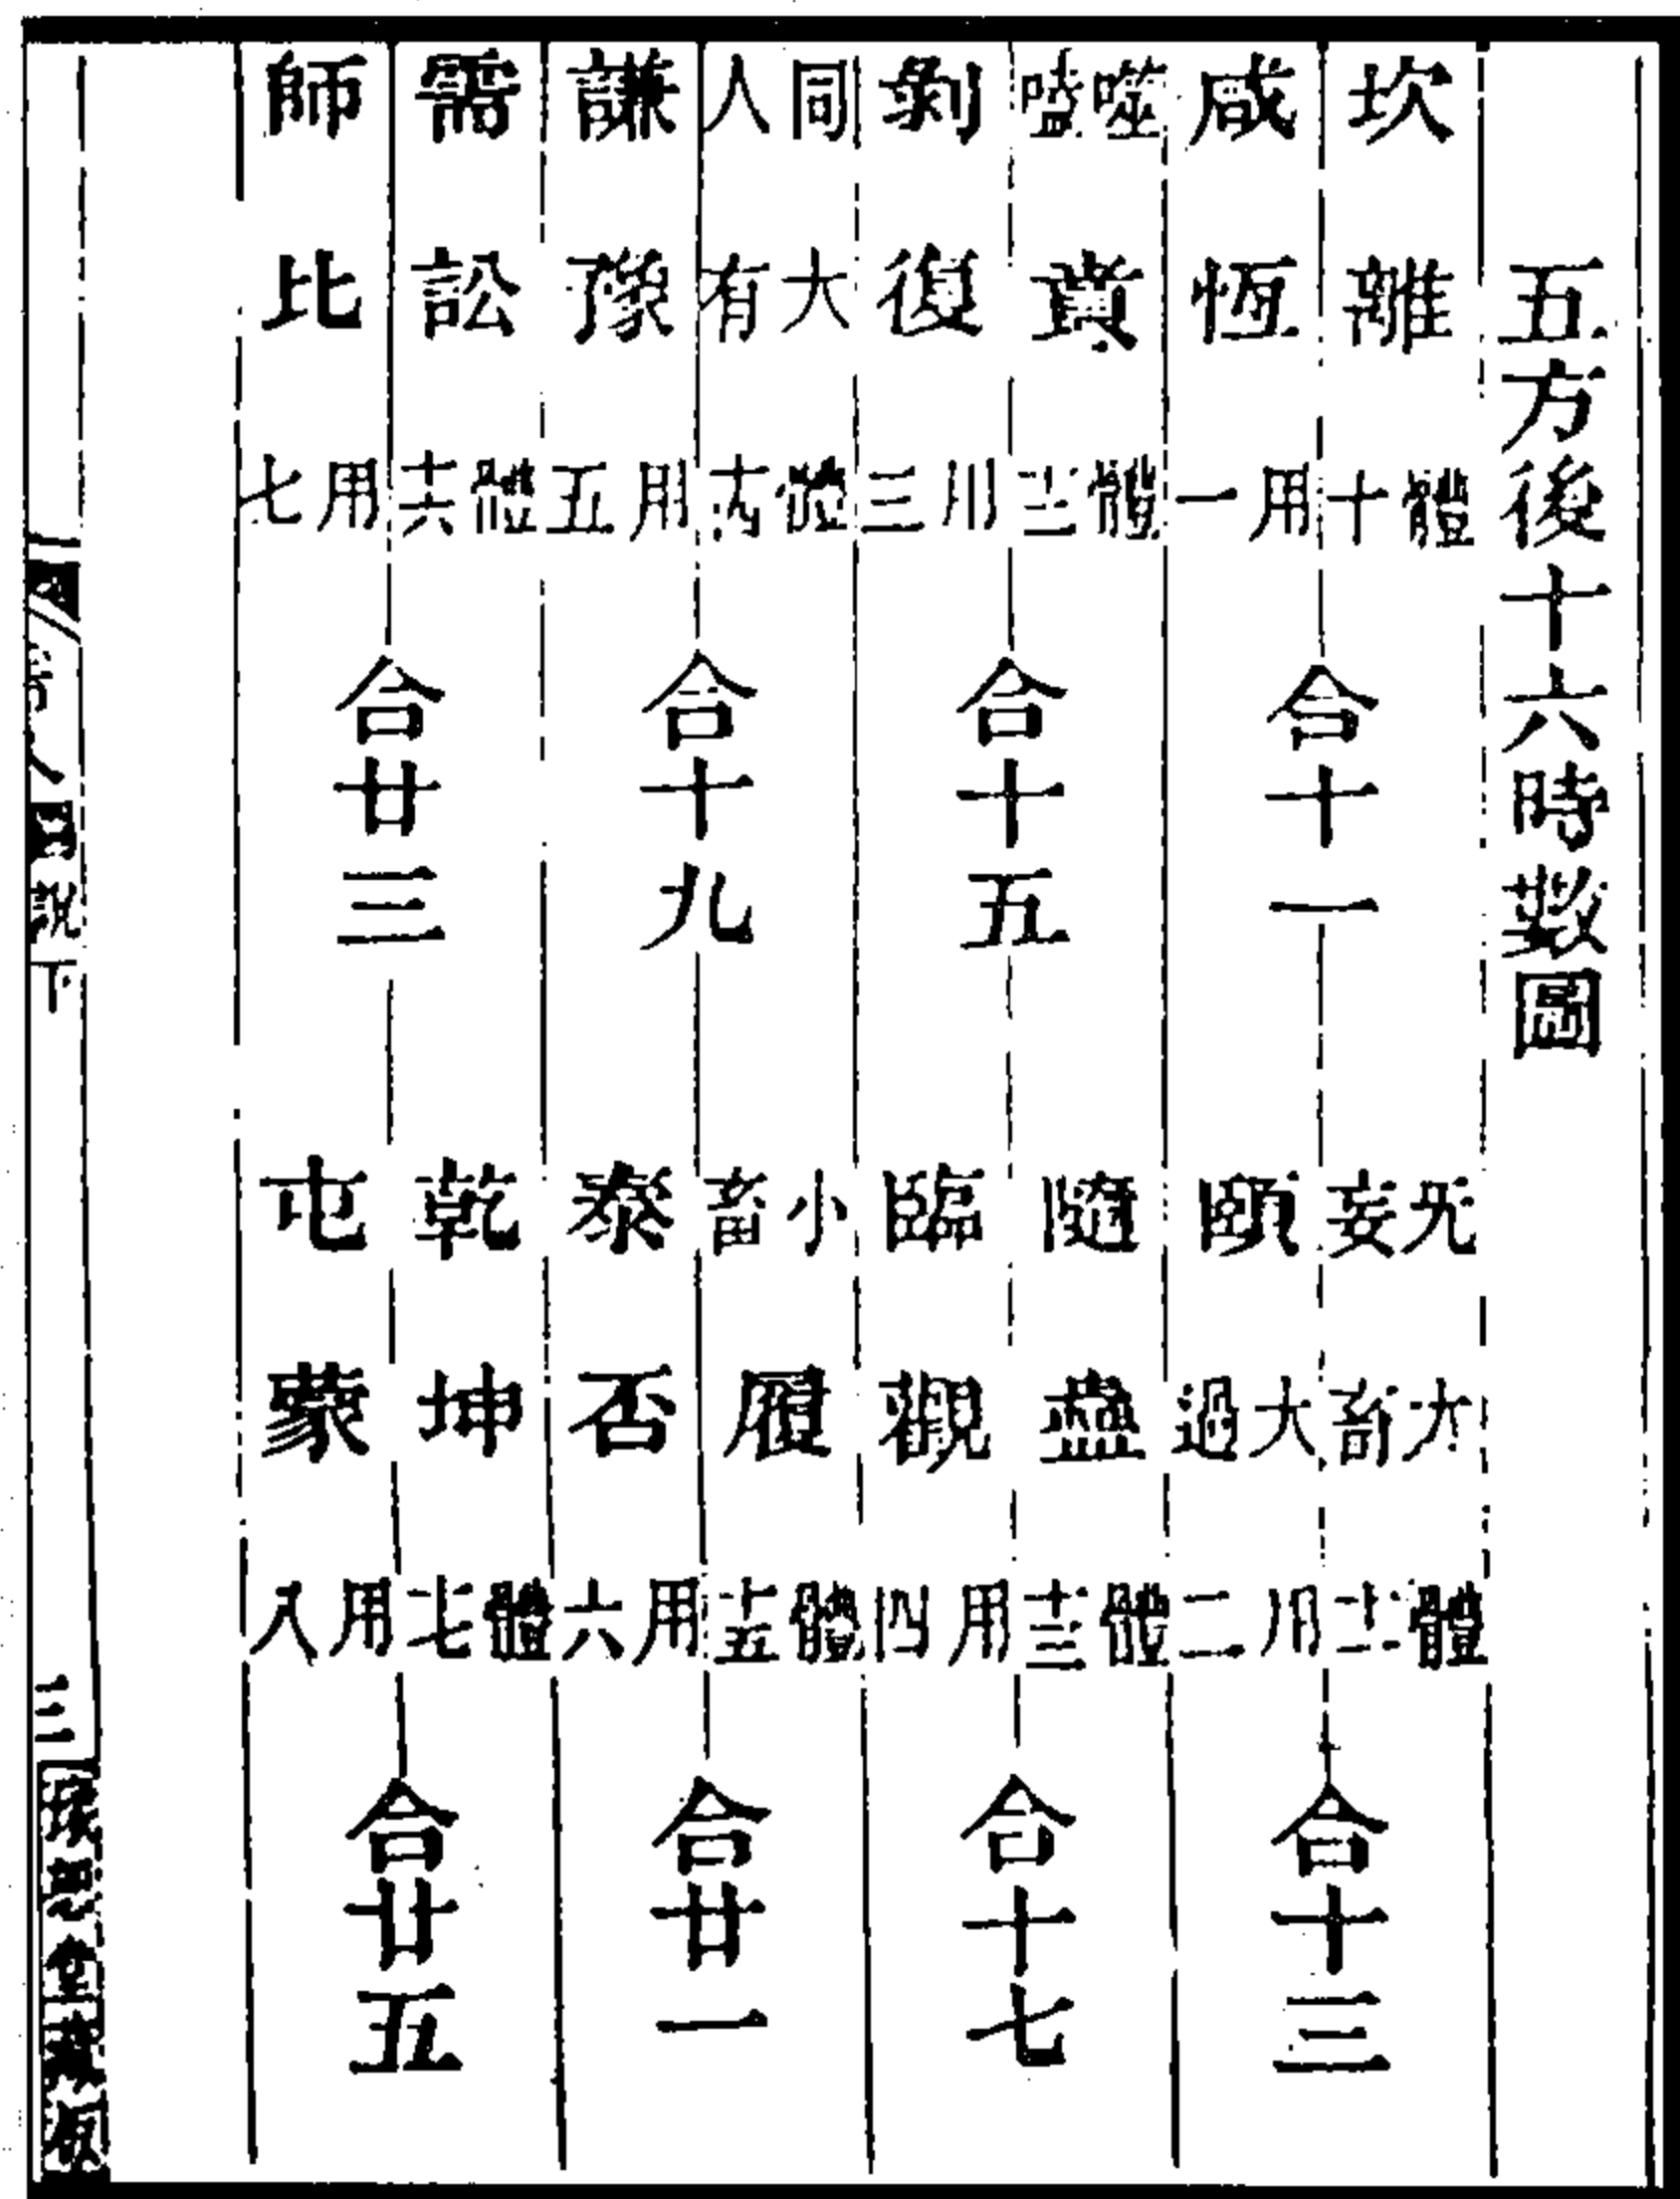 五方後十六時數圖
坎 離
咸 恆
體十用一
合十一
无妄 大畜
頤 大過
體十一用二
合十三
噬嗑 賁
剝 復
體十二用三
合十五
隨 蠱
臨 觀
體十三用四
合十七
同人 大有
謙 豫
體十四用五
合十九
小畜 履
泰 否
體十五用六
合廿一
需 訟
師 比
體十六用七
合廿三
乾 坤
屯 蒙
體十七用八
合廿五
圖說下
三